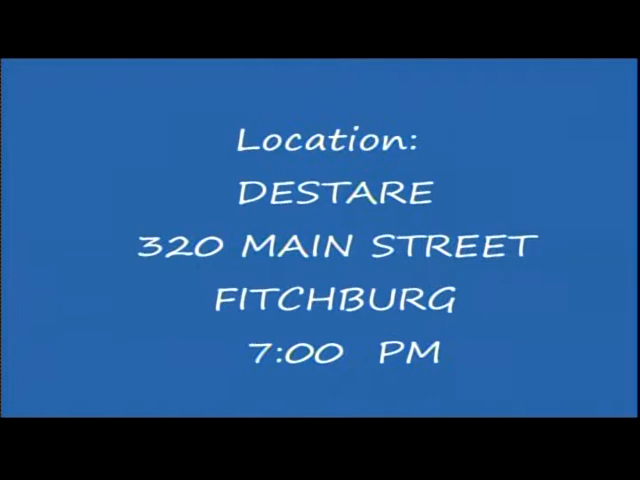 Location:
DESTARE
320 MAIN STREET
FITCHBURG
7:00 PM